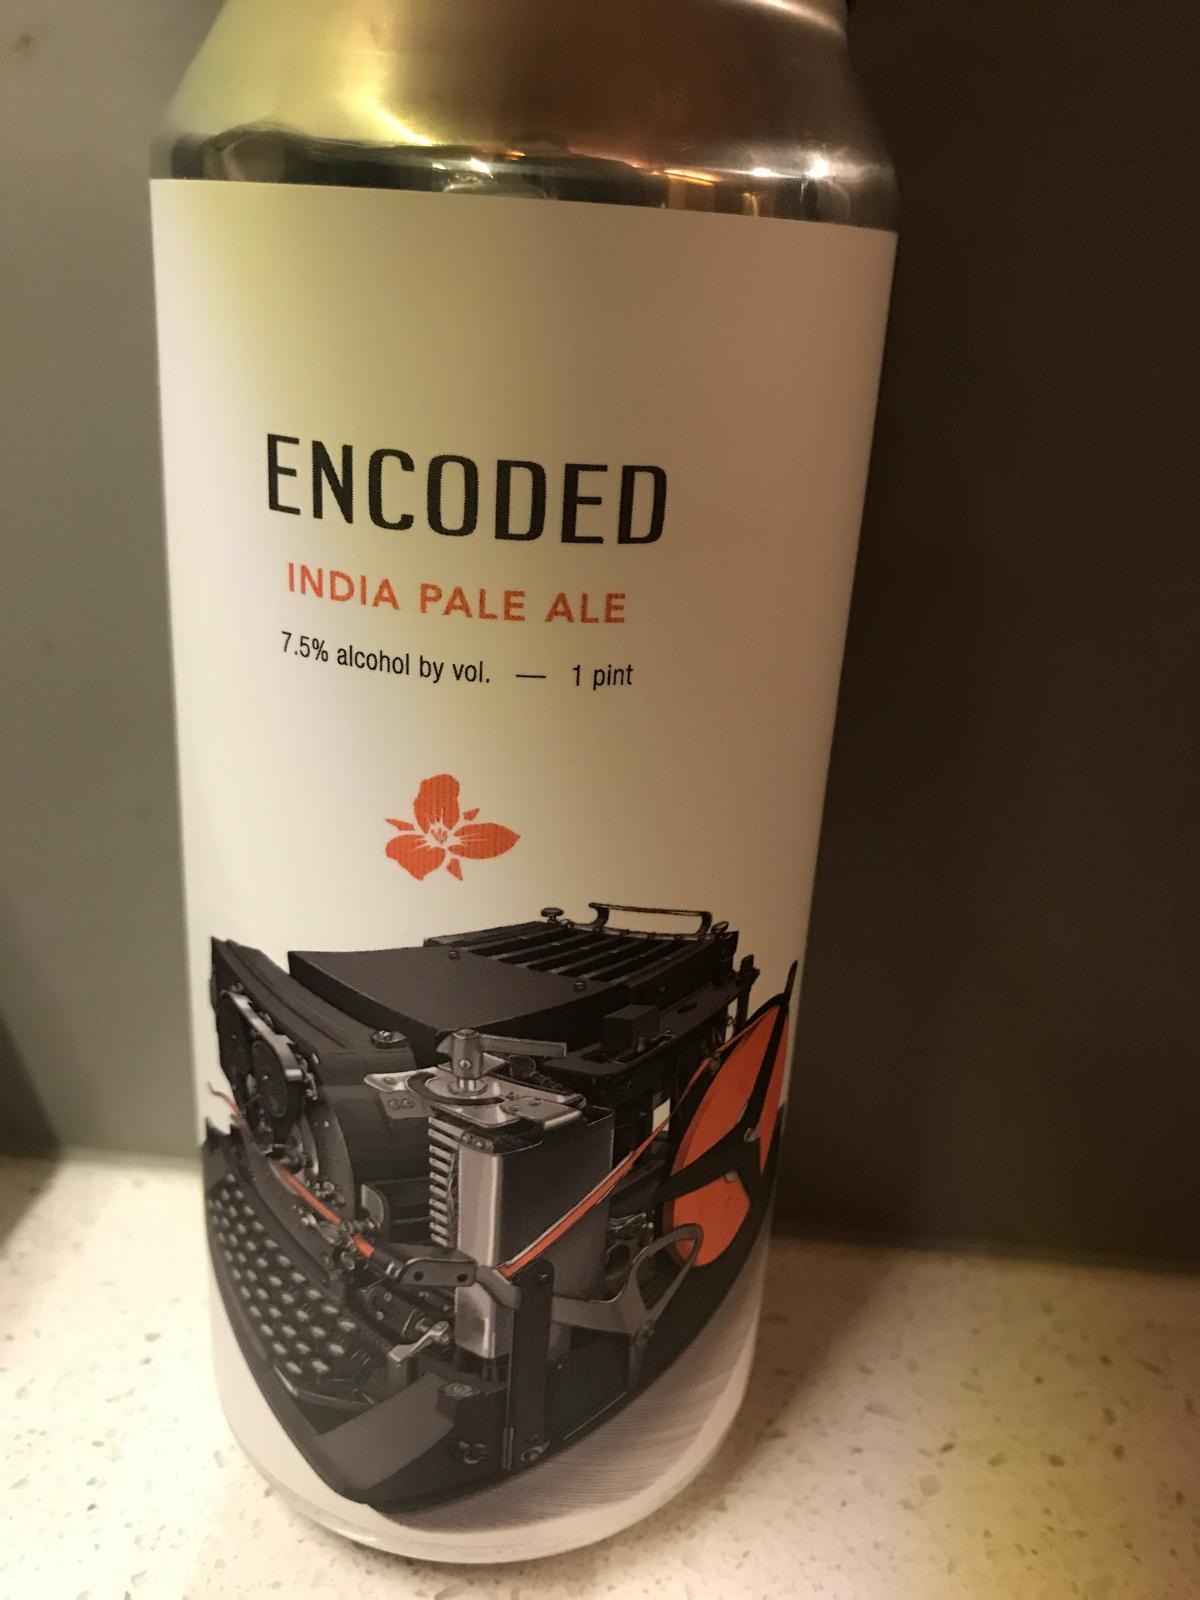 ENCODED
INDIA PALE ALE
7.5% alcohol by vol. — 1 pint